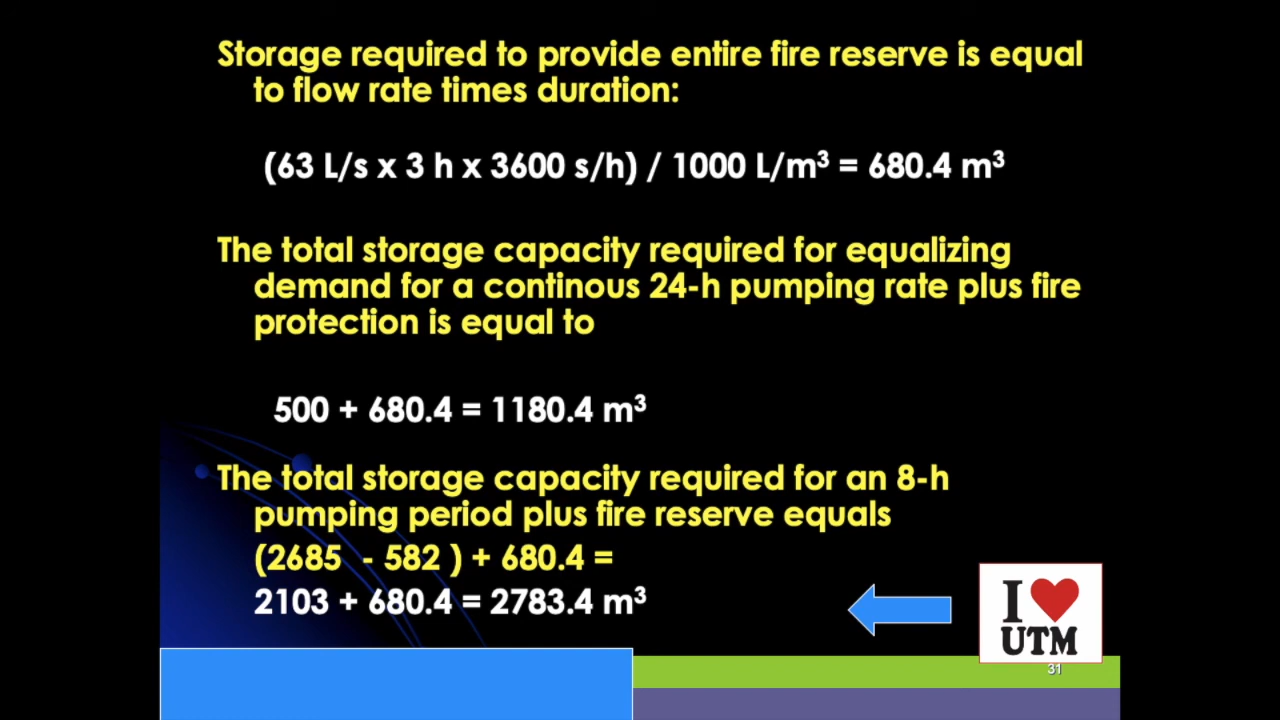 Storage required to provide entire fire reserve is equal
to flow rate times duration:
(63 L/s x 3 h x 3600 s/h) / 1000 L/m³ = 680.4 m³
The total storage capacity required for equalizing
demand for a continous 24-h pumping rate plus fire
protection is equal to
500 + 680.4 = 1180.4 m³
The total storage capacity required for an 8-h
pumping period plus fire reserve equals
(2685 - 582 ) + 680.4 =
2103 + 680.4 = 2783.4 m³
I
UTM
31